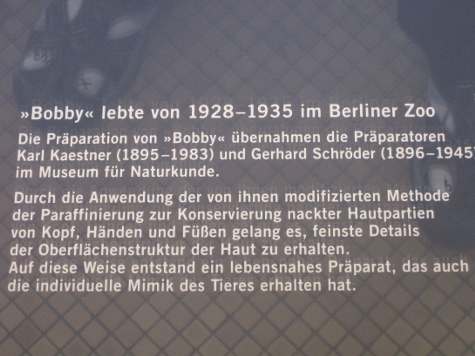 »Bobby« lebte von 1928–1935 im Berliner Zoo
Die Präparation von »Bobby« übernahmen die Präparatoren
Karl Kaestner (1895–1983) und Gerhard Schröder (1896–1945)
im Museum für Naturkunde.
Durch die Anwendung der von ihnen modifizierten Methode
der Paraffinierung zur Konservierung nackter Hautpartien
von Kopf, Händen und Füßen gelang es, feinste Details
der Oberflächenstruktur der Haut zu erhalten.
Auf diese Weise entstand ein lebensnahes Präparat, das auch
die individuelle Mimik des Tieres erhalten hat.